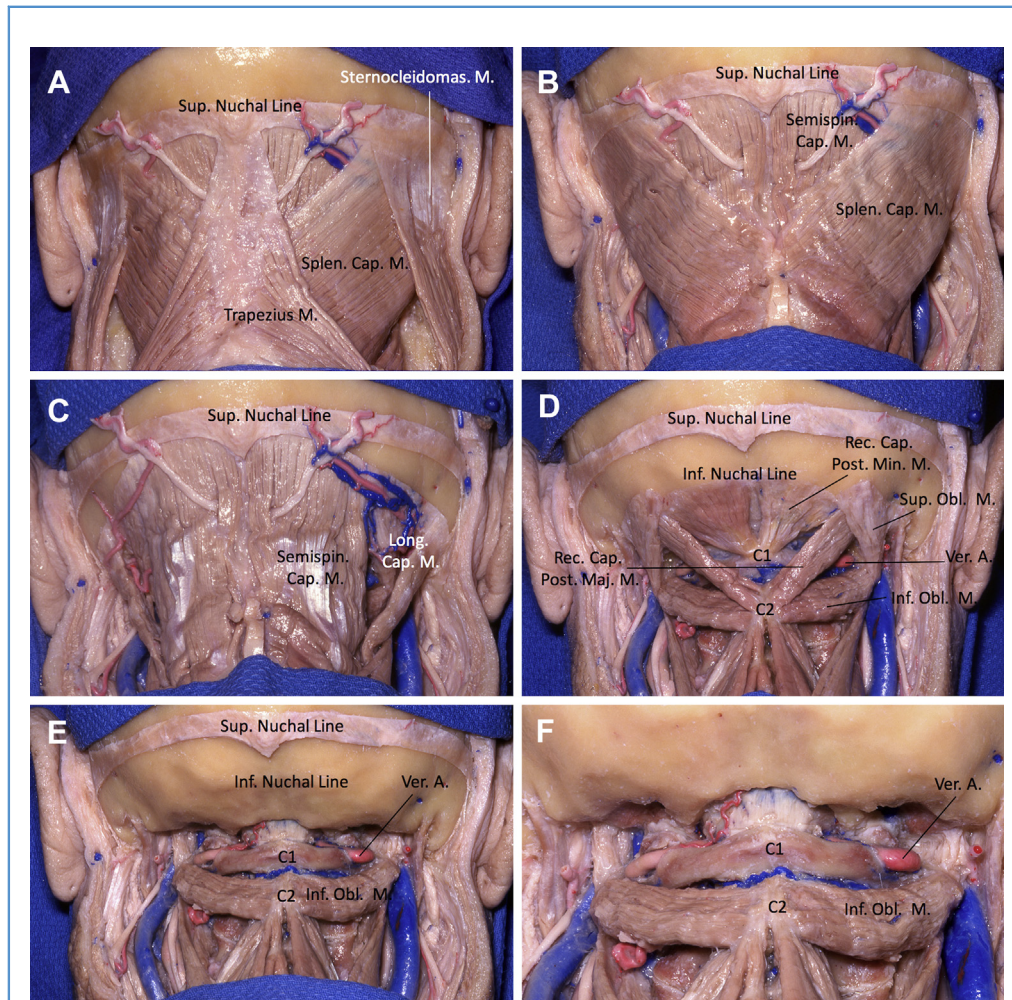 A
Sternocleidomas. M.
Sup. Nuchal Line
Splen. Cap. M.
Trapezius M.
B
Sup. Nuchal Line
Semispin.
Cap. M.
Splen. Cap. M.
C
Sup. Nuchal Line
Long.
Cap. M.
Semispin.
Cap. M.
D
Sup. Nuchal Line
Rec. Cap.
Post. Min. M.
Inf. Nuchal Line
Sup. Obl. M.
C1
Rec. Cap.
Post. Maj. M.
Ver. A.
Inf. Obl. M.
C2
E
Sup. Nuchal Line
Inf. Nuchal Line
Ver. A.
C1
C2
Inf. Obl. M.
F
Ver. A.
C1
C2
Inf. Obl. M.